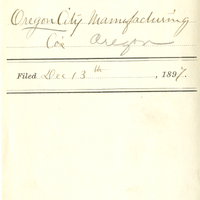 Oregon City Manufacturing
Co's Oregon
Filed Dec 13th, 1897.